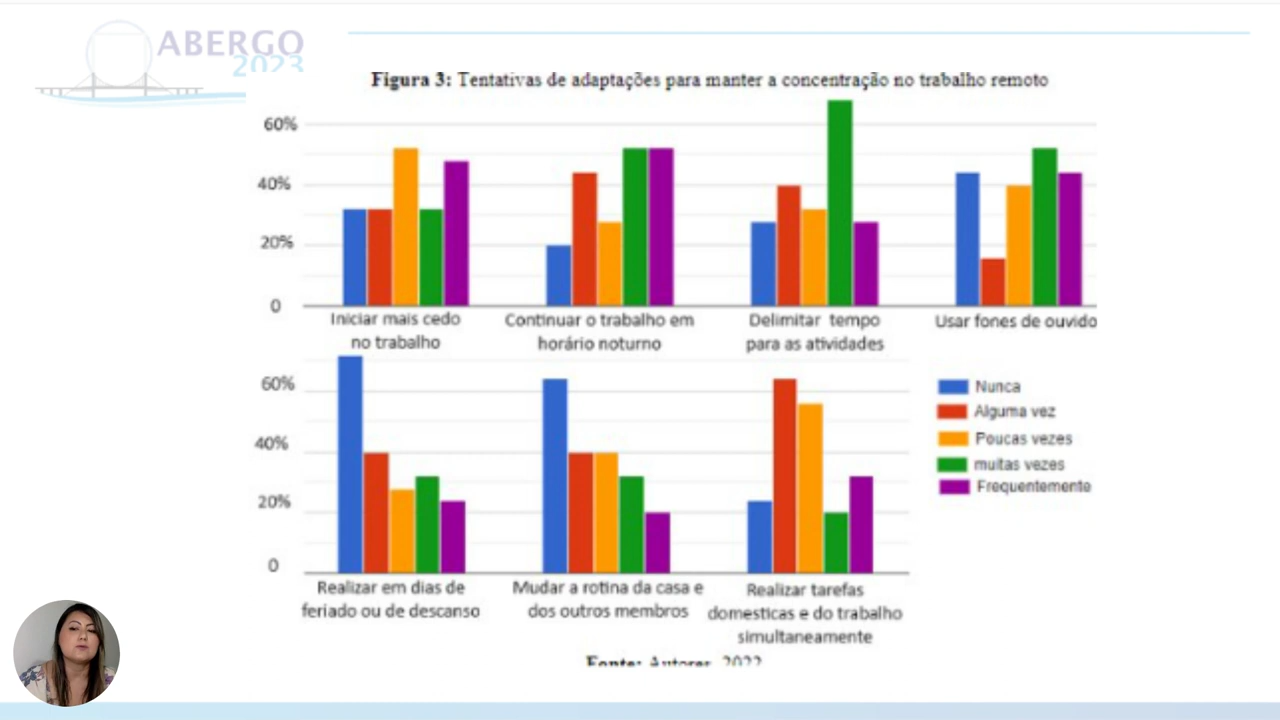 ABERGO
2023
Figura 3: Tentativas de adaptações para manter a concentração no trabalho remoto
60%
40%
20%
0
Iniciar mais cedo
no trabalho
Continuar o trabalho em
horário noturno
Delimitar tempo
para as atividades
Usar fones de ouvido
60%
40%
20%
0
Nunca
Alguma vez
Poucas vezes
muitas vezes
Frequentemente
Realizar em dias de
feriado ou de descanso
Mudar a rotina da casa e
dos outros membros
Realizar tarefas
domesticas e do trabalho
simultaneamente
Fonte: Autores, 2022